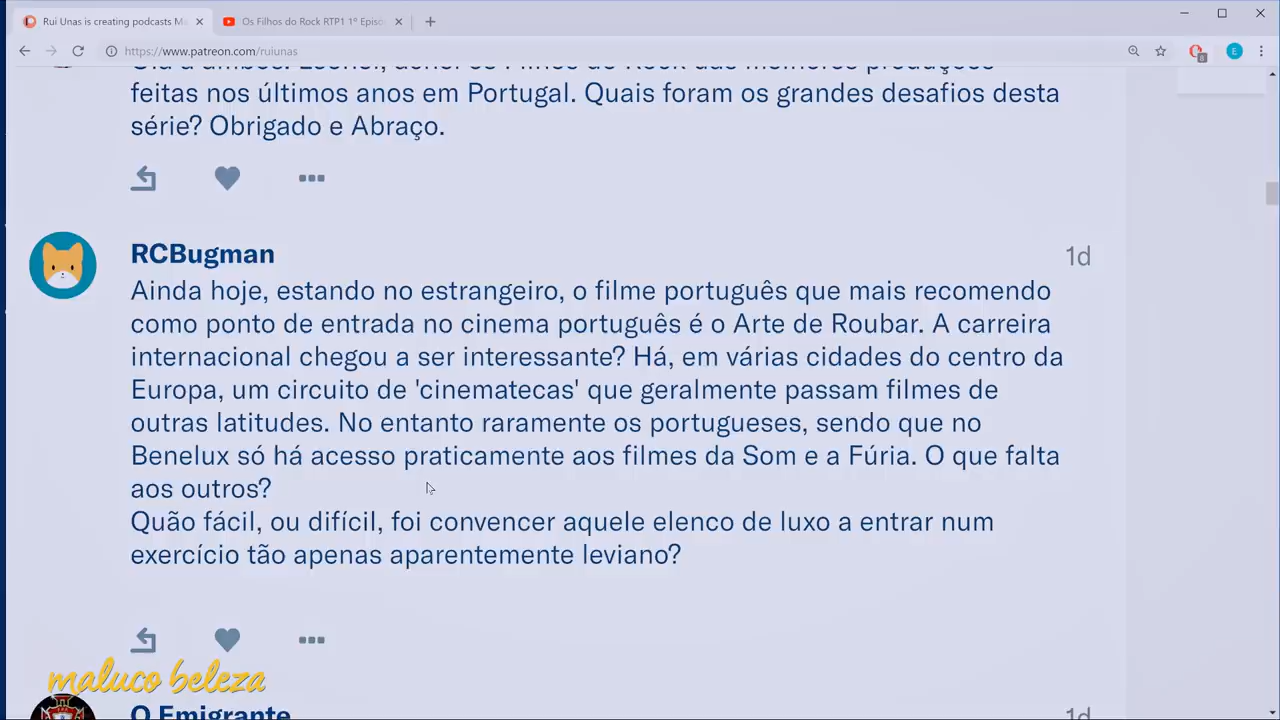 Rui Unas is creating podcasts Ma
Os Filhos do Rock RTP1 1º Episo
https://www.patreon.com/ruiunas
E
feitas nos últimos anos em Portugal. Quais foram os grandes desafios desta
série? Obrigado e Abraço.
RCBugman
1d
Ainda hoje, estando no estrangeiro, o filme português que mais recomendo
como ponto de entrada no cinema português é o Arte de Roubar. A carreira
internacional chegou a ser interessante? Há, em várias cidades do centro da
Europa, um circuito de 'cinematecas' que geralmente passam filmes de
outras latitudes. No entanto raramente os portugueses, sendo que no
Benelux só há acesso praticamente aos filmes da Som e a Fúria. O que falta
aos outros?
Quão fácil, ou difícil, foi convencer aquele elenco de luxo a entrar num
exercício tão apenas aparentemente leviano?
maluco beleza
O Emigrante
1d